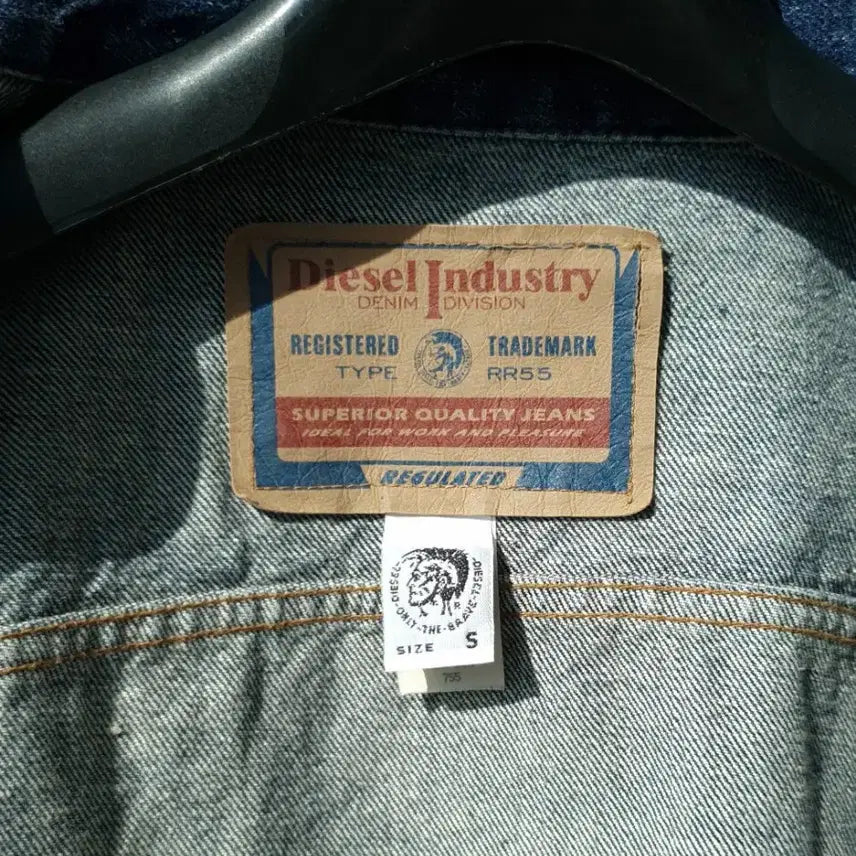 Diesel Industry
DENIM DIVISION
REGISTERED TRADEMARK
TYPE RR55
SUPERIOR QUALITY JEANS
IDEAL FOR WORK AND PLEASURE
REGULATED
DIESEL
ONLY-THE-BRAVE
DIESEL
R
SIZE S
755